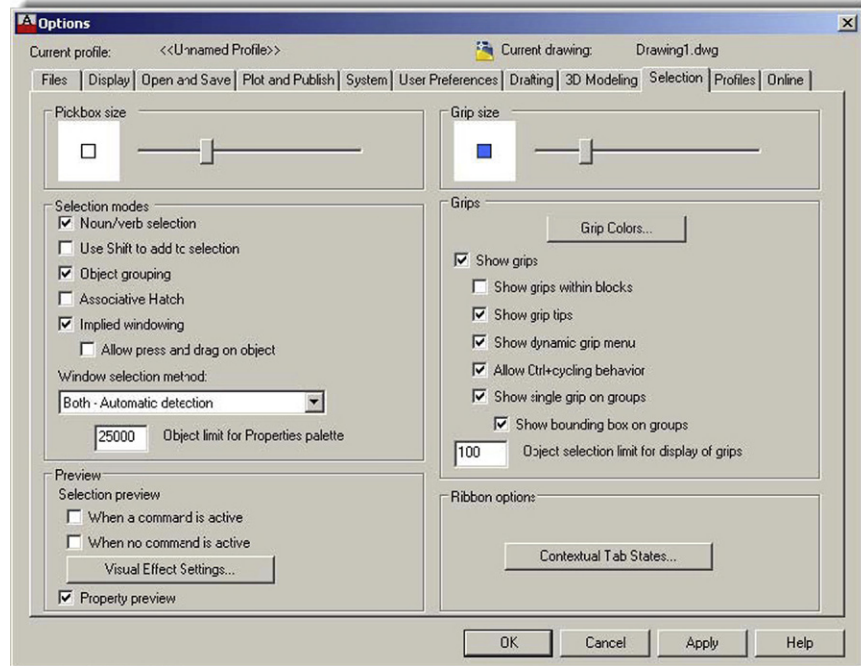 Options
Current profile: <<Unnamed Profile>> Current drawing: Drawing1.dwg
Files Display Open and Save Plot and Publish System User Preferences Drafting 3D Modeling Selection Profiles Online
Pickbox size
Selection modes
Noun/verb selection
Use Shift to add to selection
Object grouping
Associative Hatch
Implied windowing
Allow press and drag on object
Window selection method:
Both - Automatic detection
25000 Object limit for Properties palette
Preview
Selection preview
When a command is active
When no command is active
Visual Effect Settings...
Property preview
Grip size
Grips
Grip Colors...
Show grips
Show grips within blocks
Show grip tips
Show dynamic grip menu
Allow Ctrl+cycling behavior
Show single grip on groups
Show bounding box on groups
100 Object selection limit for display of grips
Ribbon options
Contextual Tab States...
OK Cancel Apply Help